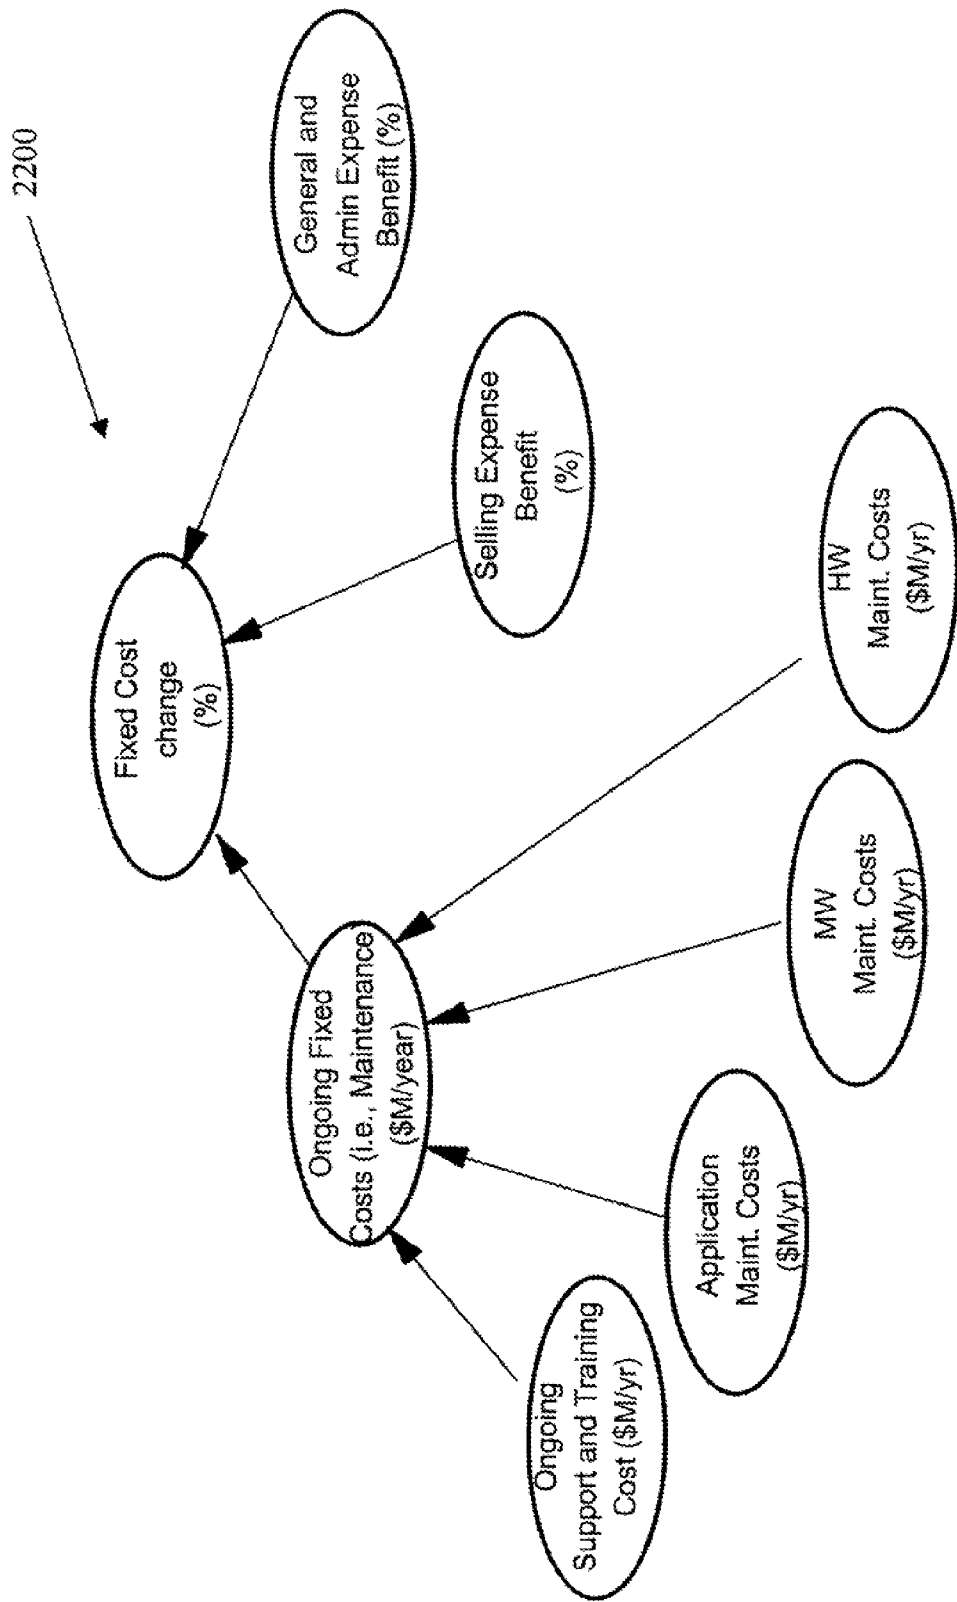 2200
Fixed Cost
change
(%)
General and
Admin Expense
Benefit (%)
Selling Expense
Benefit
(%)
Ongoing Fixed
Costs (i.e., Maintenance
($M/year)
Ongoing
Support and Training
Cost ($M/yr)
Application
Maint. Costs
($M/yr)
MW
Maint. Costs
($M/yr)
HW
Maint. Costs
($M/yr)